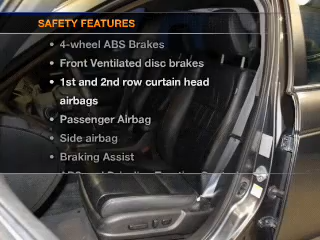 SAFETY FEATURES
• 4-wheel ABS Brakes
• Front Ventilated disc brakes
• 1st and 2nd row curtain head
airbags
• Passenger Airbag
• Side airbag
• Braking Assist